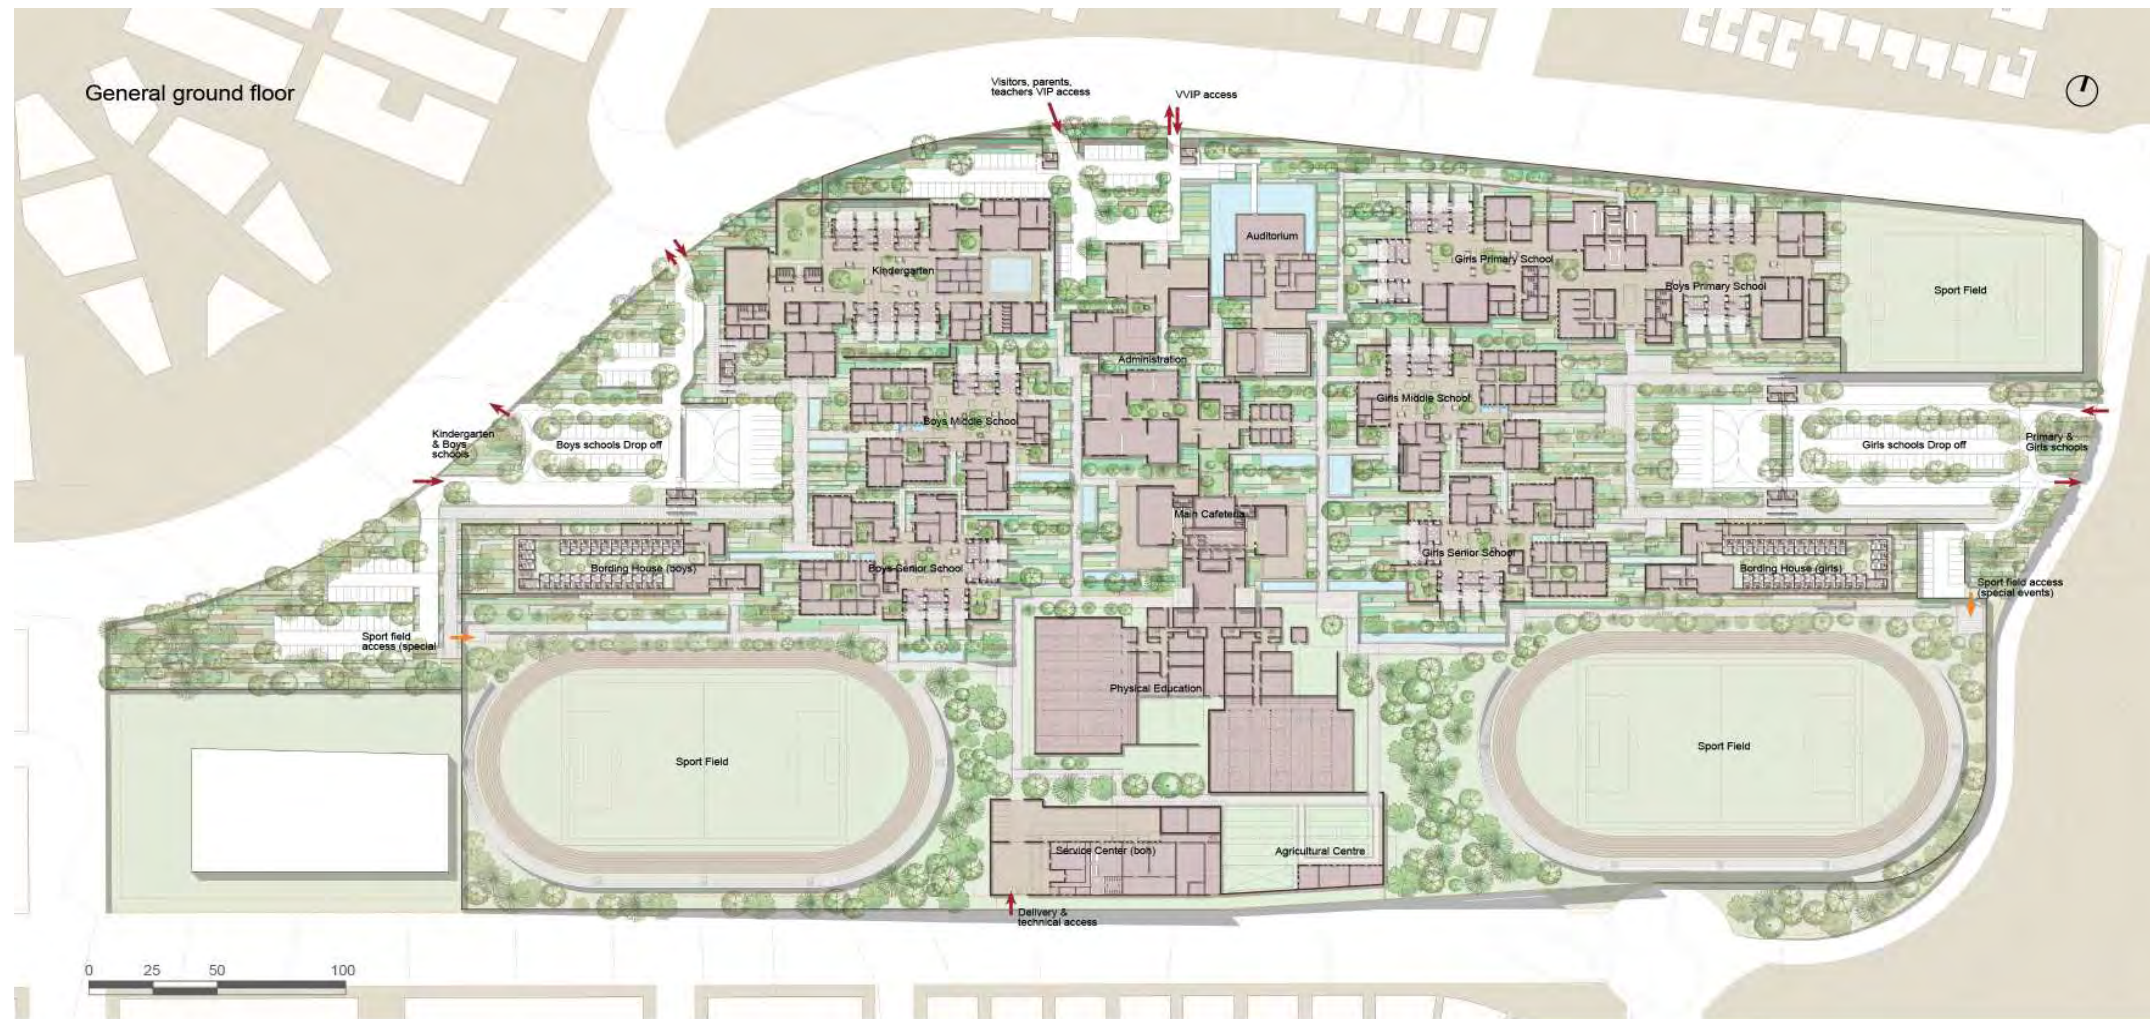 General ground floor
Visitors, parents,
teachers VIP access
VVIP access
Auditorium
Kindergarten
Girls Primary School
Boys Primary School
Sport Field
Administration
Girls Middle School
Boys Middle School
Kindergarten
& Boys
schools
Boys schools Drop off
Girls schools Drop off
Primary &
Girls schools
Main Cafeteria
Girls Senior School
Boys Senior School
Bording House (boys)
Bording House (girls)
Sport field access
(special events)
Sport field
access (special
Physical Education
Sport Field
Sport Field
Service Center (boh)
Agricultural Centre
Delivery &
technical access
0 25 50 100